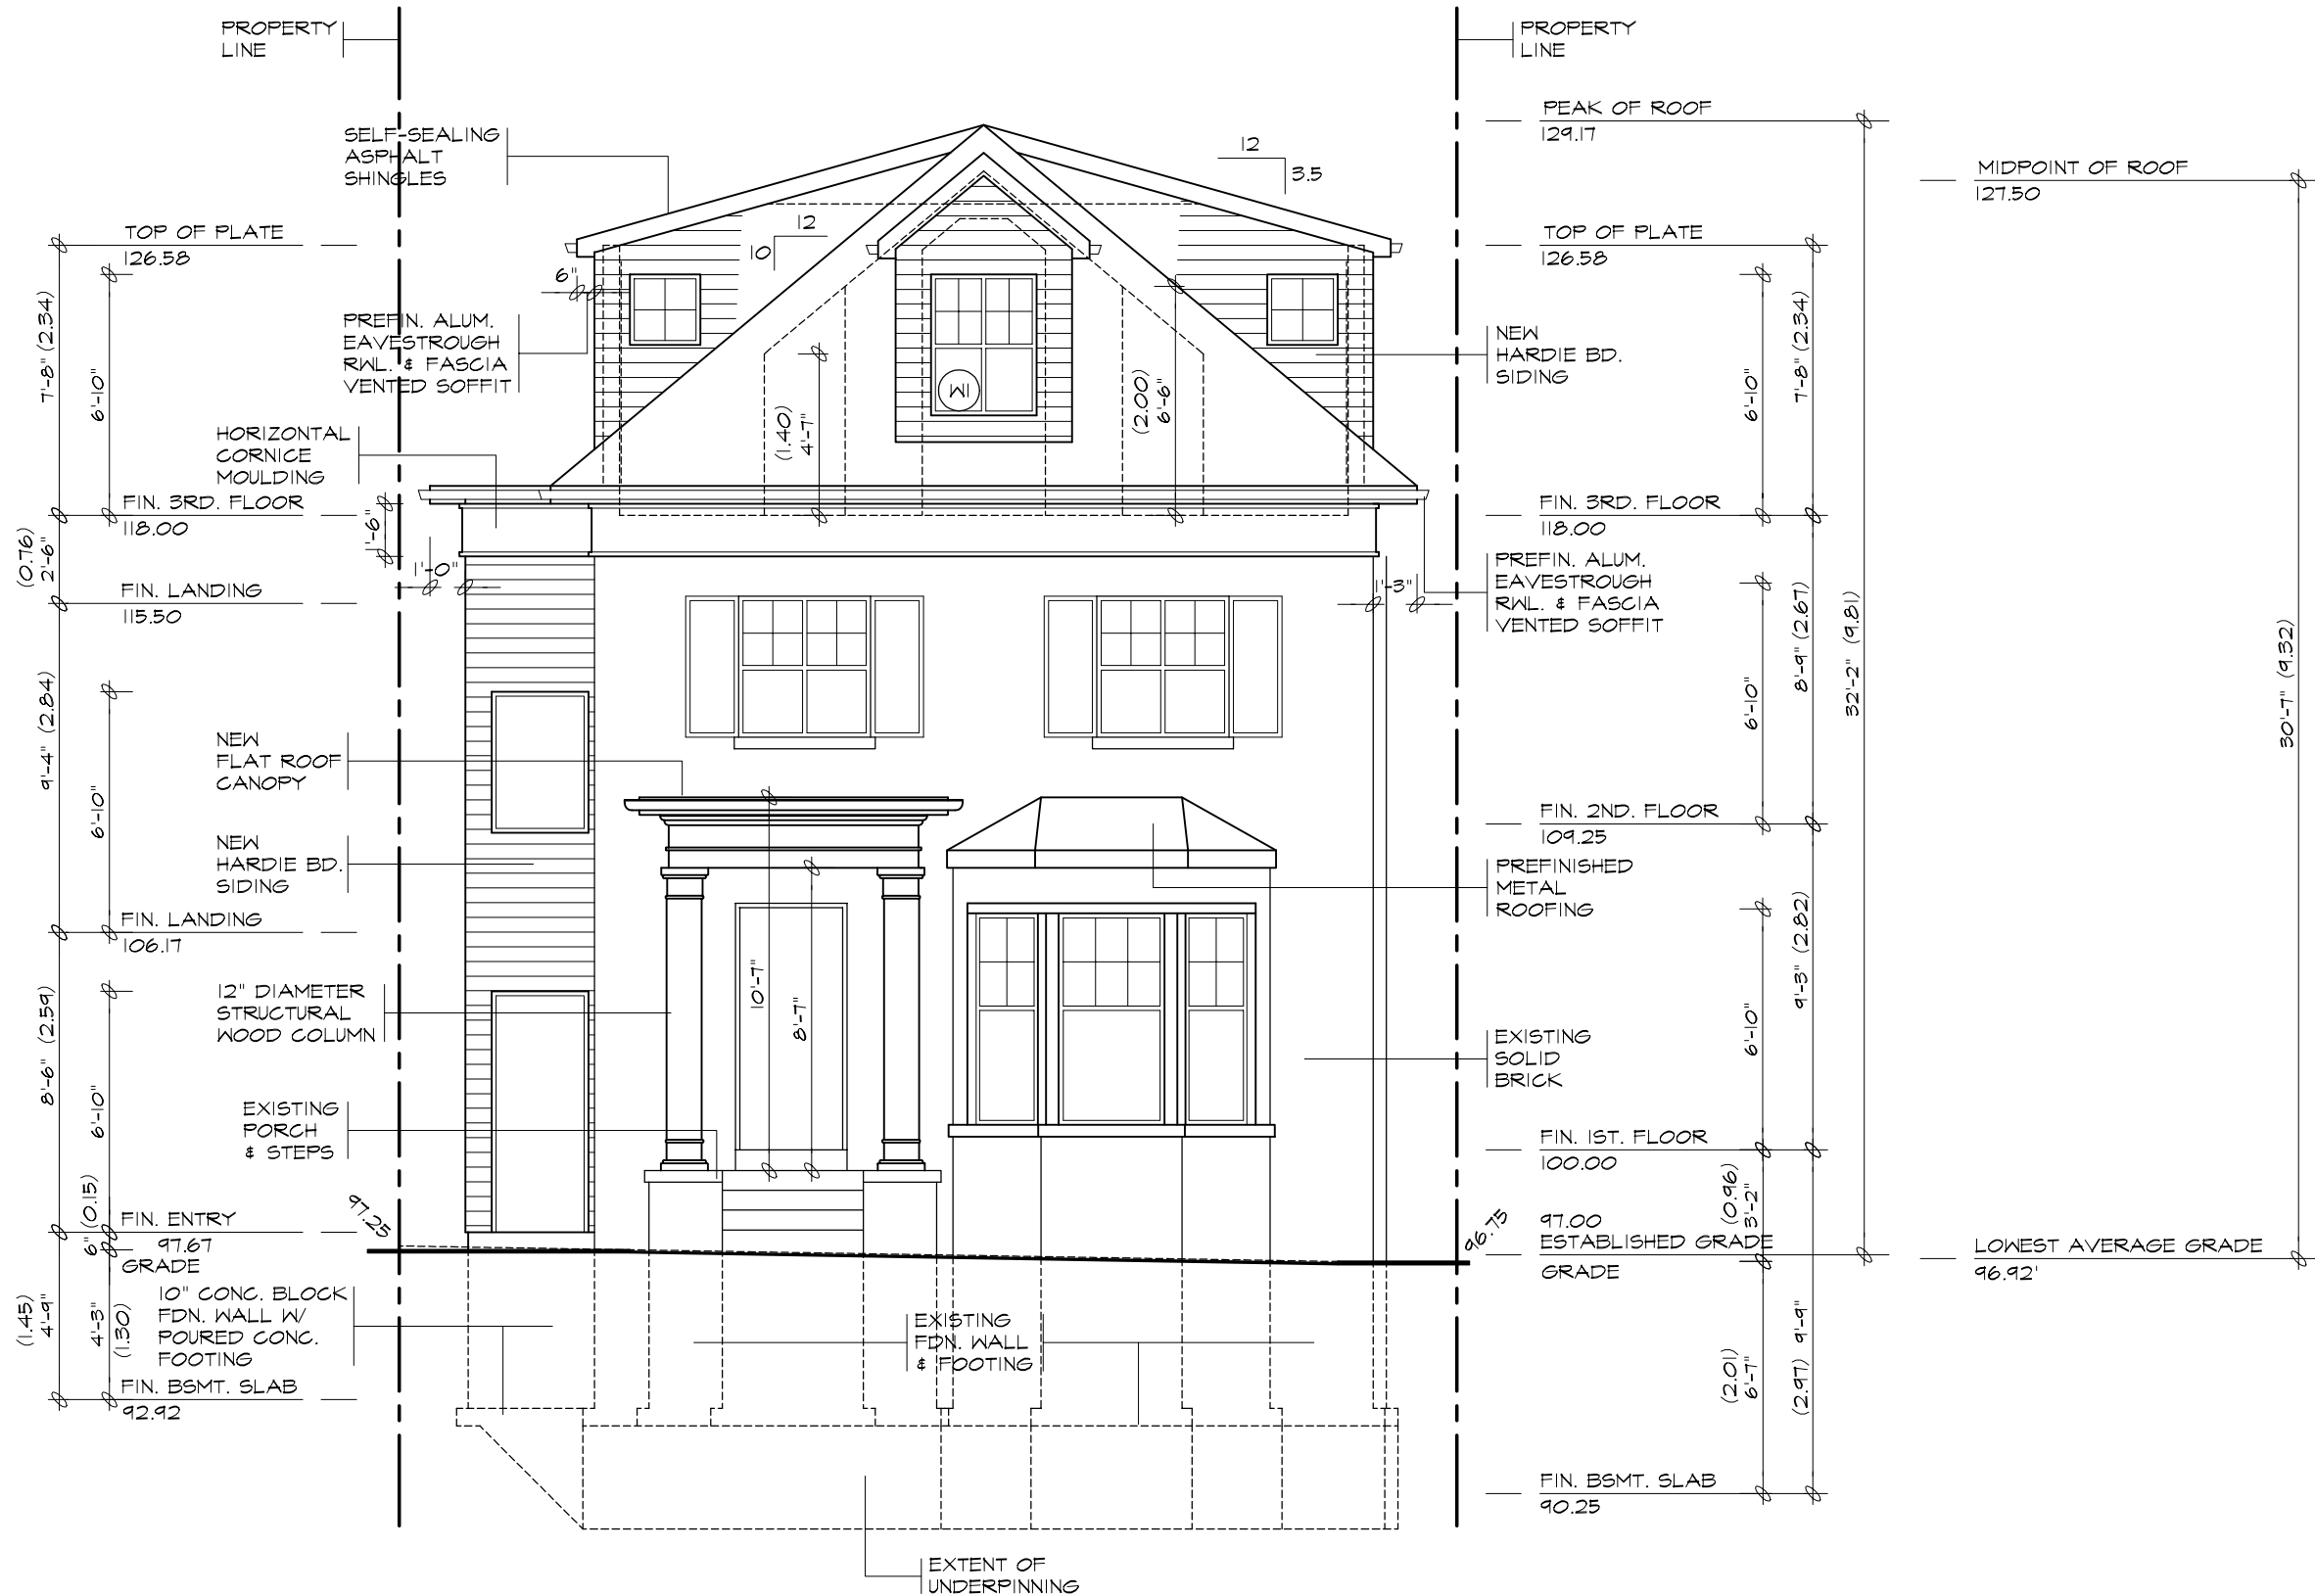 PROPERTY
LINE
PROPERTY
LINE
PEAK OF ROOF
129.17
MIDPOINT OF ROOF
127.50
SELF-SEALING
ASPHALT
SHINGLES
12
3.5
TOP OF PLATE
126.58
12
10
TOP OF PLATE
126.58
6"
7'-8" (2.34)
6'-10"
PREFIN. ALUM.
EAVESTROUGH
RWL. & FASCIA
VENTED SOFFIT
(1.40)
4'-7"
(2.00)
6'-6"
NEW
HARDIE BD.
SIDING
6'-10"
7'-8" (2.34)
HORIZONTAL
CORNICE
MOULDING
FIN. 3RD. FLOOR
118.00
1'-6"
FIN. 3RD. FLOOR
118.00
(0.76)
2'-6"
1'-0"
1'-3"
PREFIN. ALUM.
EAVESTROUGH
RWL. & FASCIA
VENTED SOFFIT
FIN. LANDING
115.50
6'-10"
8'-9" (2.67)
32'-2" (9.81)
30'-7" (9.32)
9'-4" (2.84)
6'-10"
NEW
FLAT ROOF
CANOPY
FIN. 2ND. FLOOR
109.25
NEW
HARDIE BD.
SIDING
PREFINISHED
METAL
ROOFING
FIN. LANDING
106.17
10'-7"
8'-7"
6'-10"
9'-3" (2.82)
12" DIAMETER
STRUCTURAL
WOOD COLUMN
8'-6" (2.59)
6'-10"
EXISTING
SOLID
BRICK
EXISTING
PORCH
& STEPS
FIN. 1ST. FLOOR
100.00
6" (0.15)
97.25
FIN. ENTRY
97.67
GRADE
96.75
(0.96)
3'-2"
97.00
ESTABLISHED GRADE
GRADE
LOWEST AVERAGE GRADE
96.92'
(1.45)
4'-9"
4'-3"
(1.30)
10" CONC. BLOCK
FDN. WALL W/
POURED CONC.
FOOTING
EXISTING
FDN. WALL
& FOOTING
(2.01)
6'-7"
(2.97) 9'-9"
FIN. BSMT. SLAB
92.92
FIN. BSMT. SLAB
90.25
EXTENT OF
UNDERPINNING